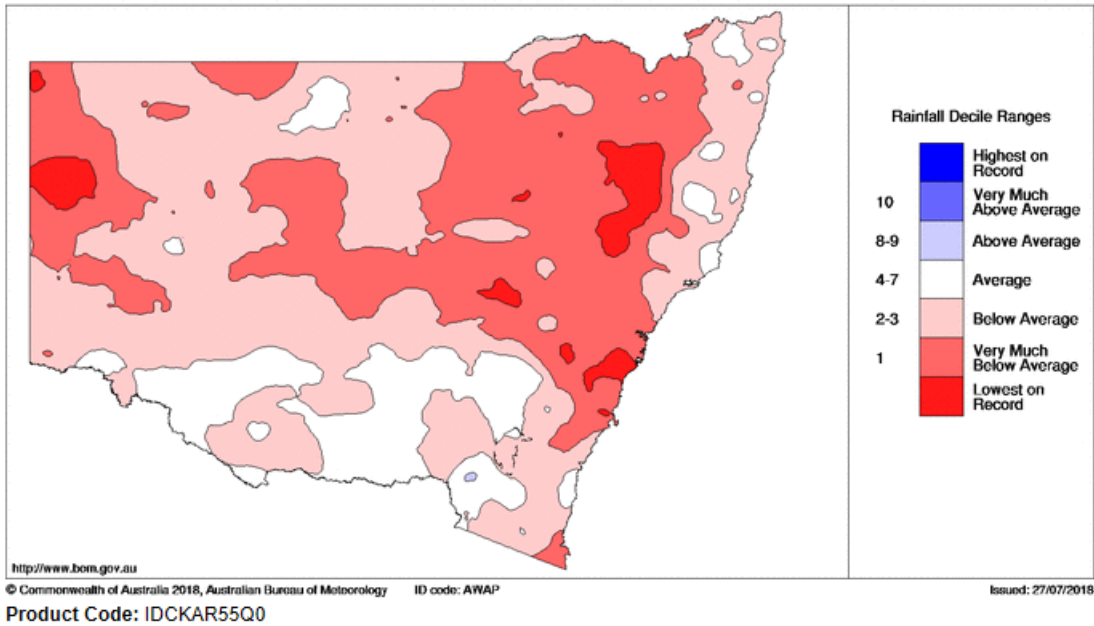 Rainfall Decile Ranges
Highest on
Record
10
Very Much
Above Average
8-9
Above Average
4-7
Average
2-3
Below Average
1
Very Much
Below Average
Lowest on
Record
http://www.bom.gov.au
© Commonwealth of Australia 2018, Australian Bureau of Meteorology ID code: AWAP Issued: 27/07/2018
Product Code: IDCKAR55Q0